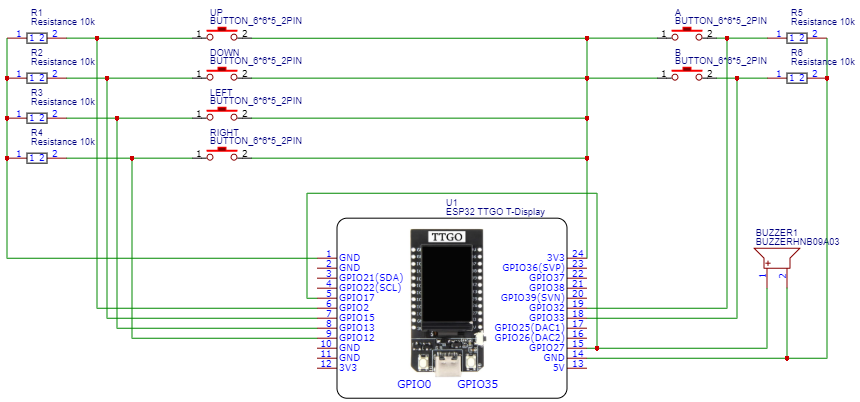 R1
Resistance 10k
1 1 2 2
R2
Resistance 10k
1 1 2 2
R3
Resistance 10k
1 1 2 2
R4
Resistance 10k
1 1 2 2
UP
BUTTON_6*6*5_2PIN
1 2
DOWN
BUTTON_6*6*5_2PIN
1 2
LEFT
BUTTON_6*6*5_2PIN
1 2
RIGHT
BUTTON_6*6*5_2PIN
1 2
A
BUTTON_6*6*5_2PIN
1 2
B
BUTTON_6*6*5_2PIN
1 2
R5
Resistance 10k
1 1 2 2
R6
Resistance 10k
1 1 2 2
U1
ESP32 TTGO T-Display
TTGO
1 GND
2 GND
3 GPIO21(SDA)
4 GPIO22(SCL)
5 GPIO17
6 GPIO2
7 GPIO15
8 GPIO13
9 GPIO12
10 GND
11 GND
12 3V3
3V3 24
GPIO36(SVP) 23
GPIO37 22
GPIO38 21
GPIO39(SVN) 20
GPIO32 19
GPIO33 18
GPIO25(DAC1) 17
GPIO26(DAC2) 16
GPIO27 15
GND 14
5V 13
GPIO0 GPIO35
BUZZER1
BUZZERHNB09A03
+
1 2